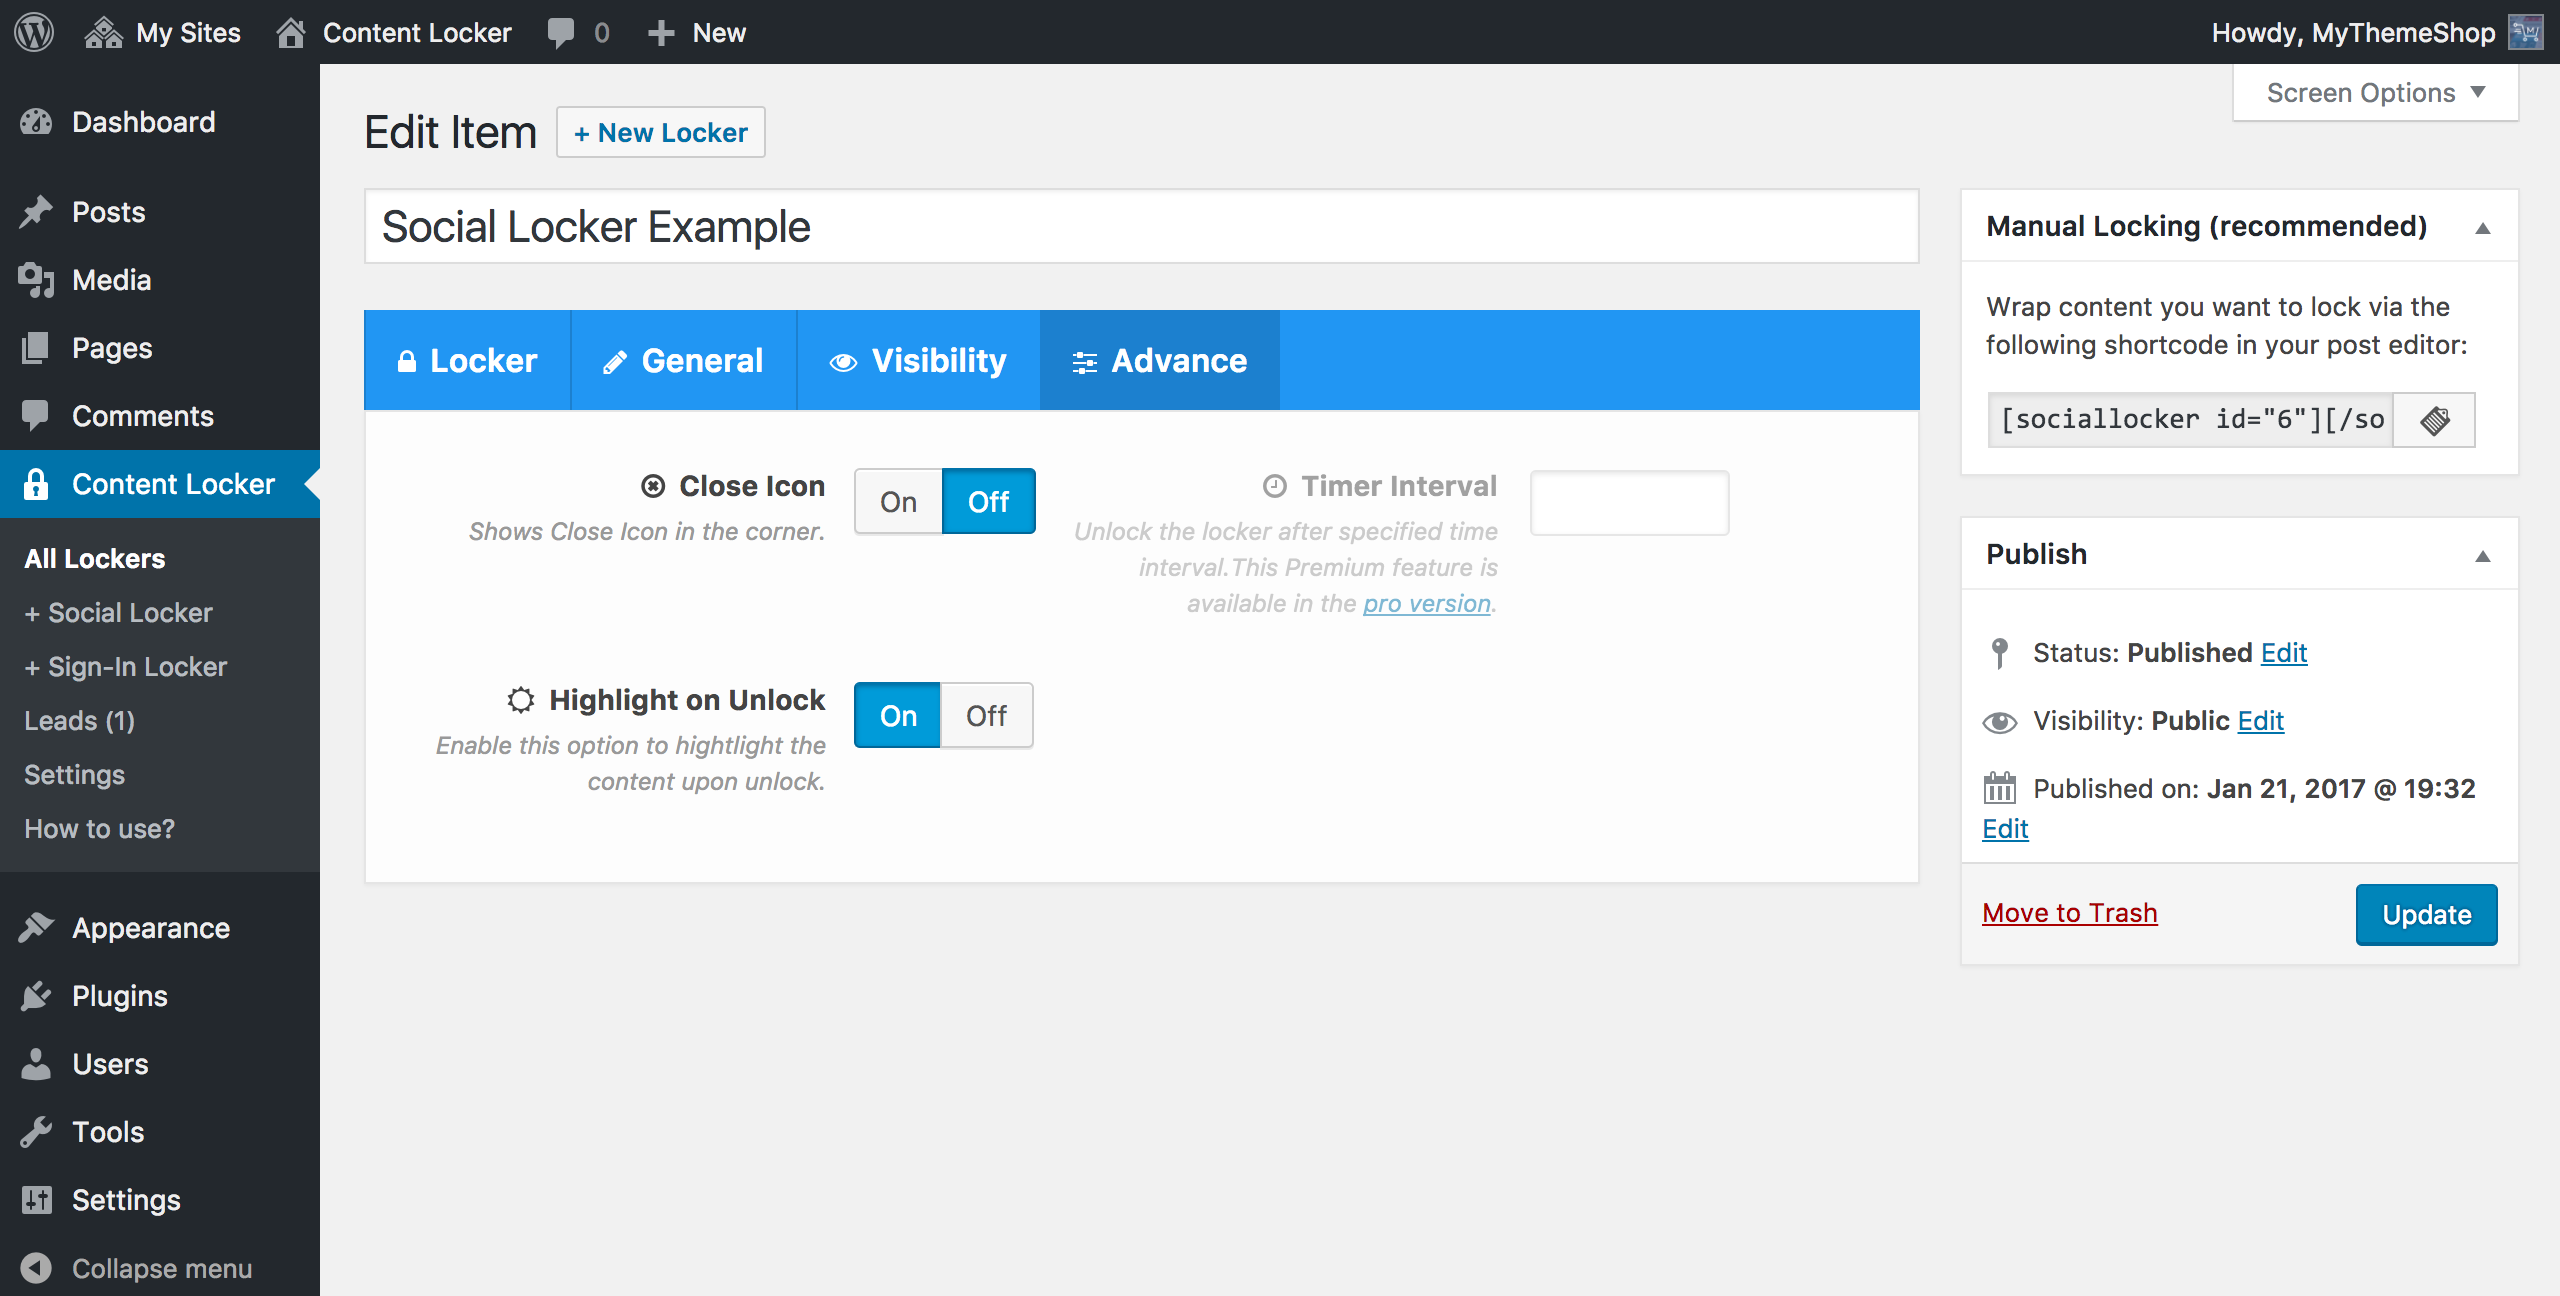 My Sites
Content Locker
0
New
Howdy, MyThemeShop
Screen Options
Dashboard
Posts
Media
Pages
Comments
Content Locker
All Lockers
+ Social Locker
+ Sign-In Locker
Leads (1)
Settings
How to use?
Appearance
Plugins
Users
Tools
Settings
Collapse menu
Edit Item
+ New Locker
Social Locker Example
Locker
General
Visibility
Advance
Close Icon
Shows Close Icon in the corner.
On
Off
Timer Interval
Unlock the locker after specified time
interval.This Premium feature is
available in the pro version.
Highlight on Unlock
Enable this option to hightlight the
content upon unlock.
On
Off
Manual Locking (recommended)
Wrap content you want to lock via the
following shortcode in your post editor:
[sociallocker id="6"][/so
Publish
Status: Published Edit
Visibility: Public Edit
Published on: Jan 21, 2017 @ 19:32
Edit
Move to Trash
Update